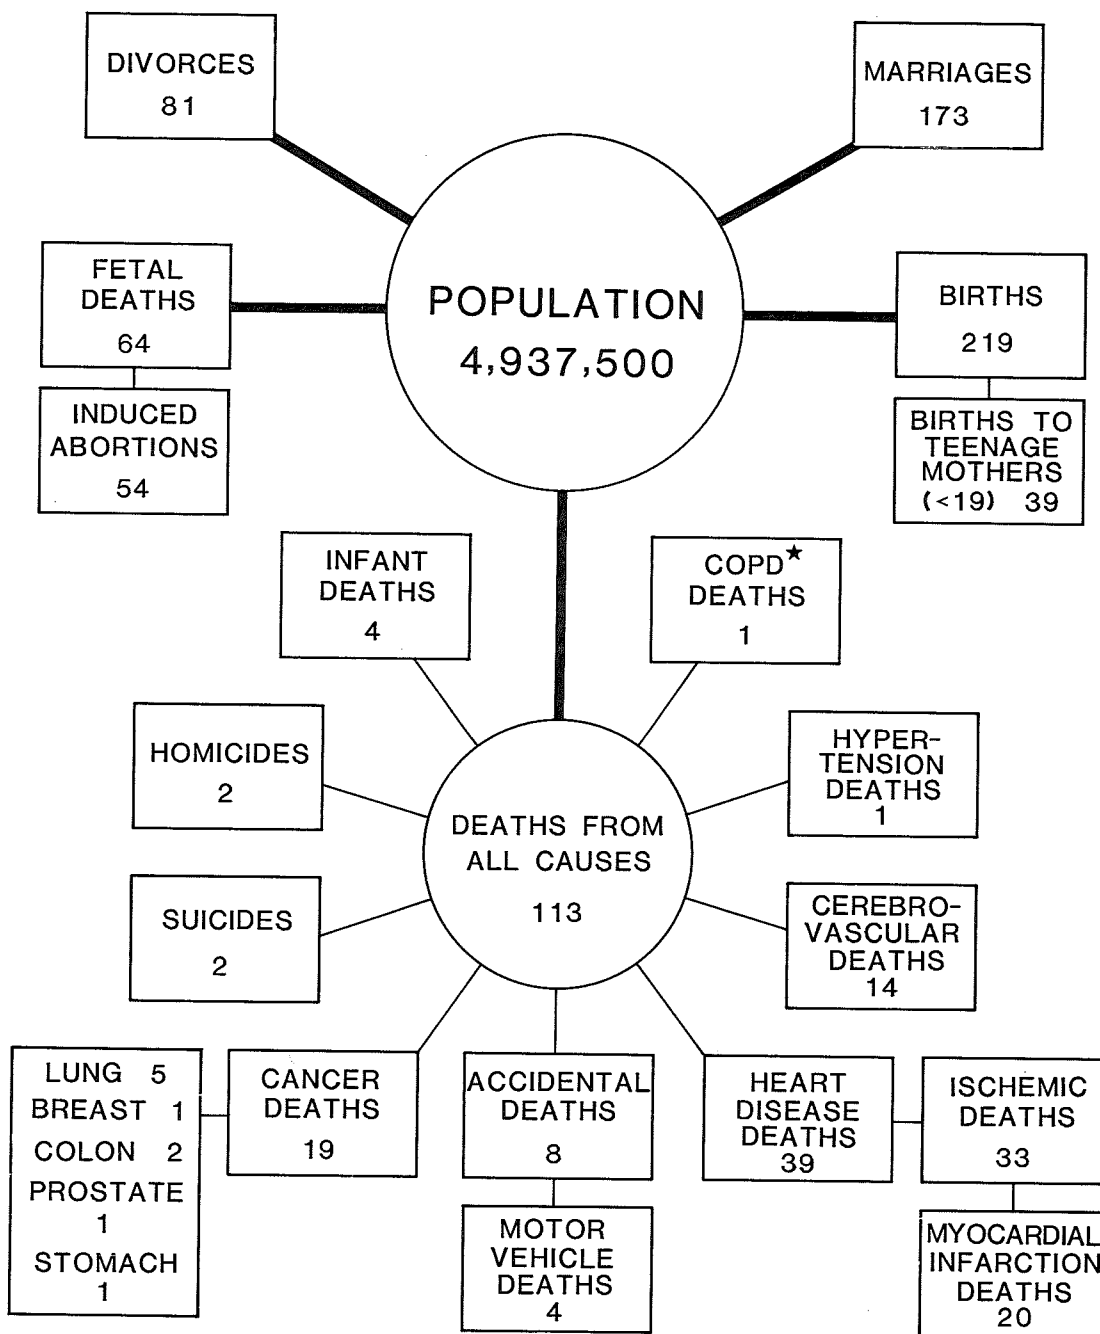 DIVORCES
81
MARRIAGES
173
POPULATION
4,937,500
FETAL
DEATHS
64
INDUCED
ABORTIONS
54
BIRTHS
219
BIRTHS TO
TEENAGE
MOTHERS
(<19) 39
INFANT
DEATHS
4
COPD★
DEATHS
1
HOMICIDES
2
HYPER-
TENSION
DEATHS
1
DEATHS FROM
ALL CAUSES
113
SUICIDES
2
CEREBRO-
VASCULAR
DEATHS
14
LUNG 5
BREAST 1
COLON 2
PROSTATE
1
STOMACH
1
CANCER
DEATHS
19
ACCIDENTAL
DEATHS
8
MOTOR
VEHICLE
DEATHS
4
HEART
DISEASE
DEATHS
39
ISCHEMIC
DEATHS
33
MYOCARDIAL
INFARCTION
DEATHS
20